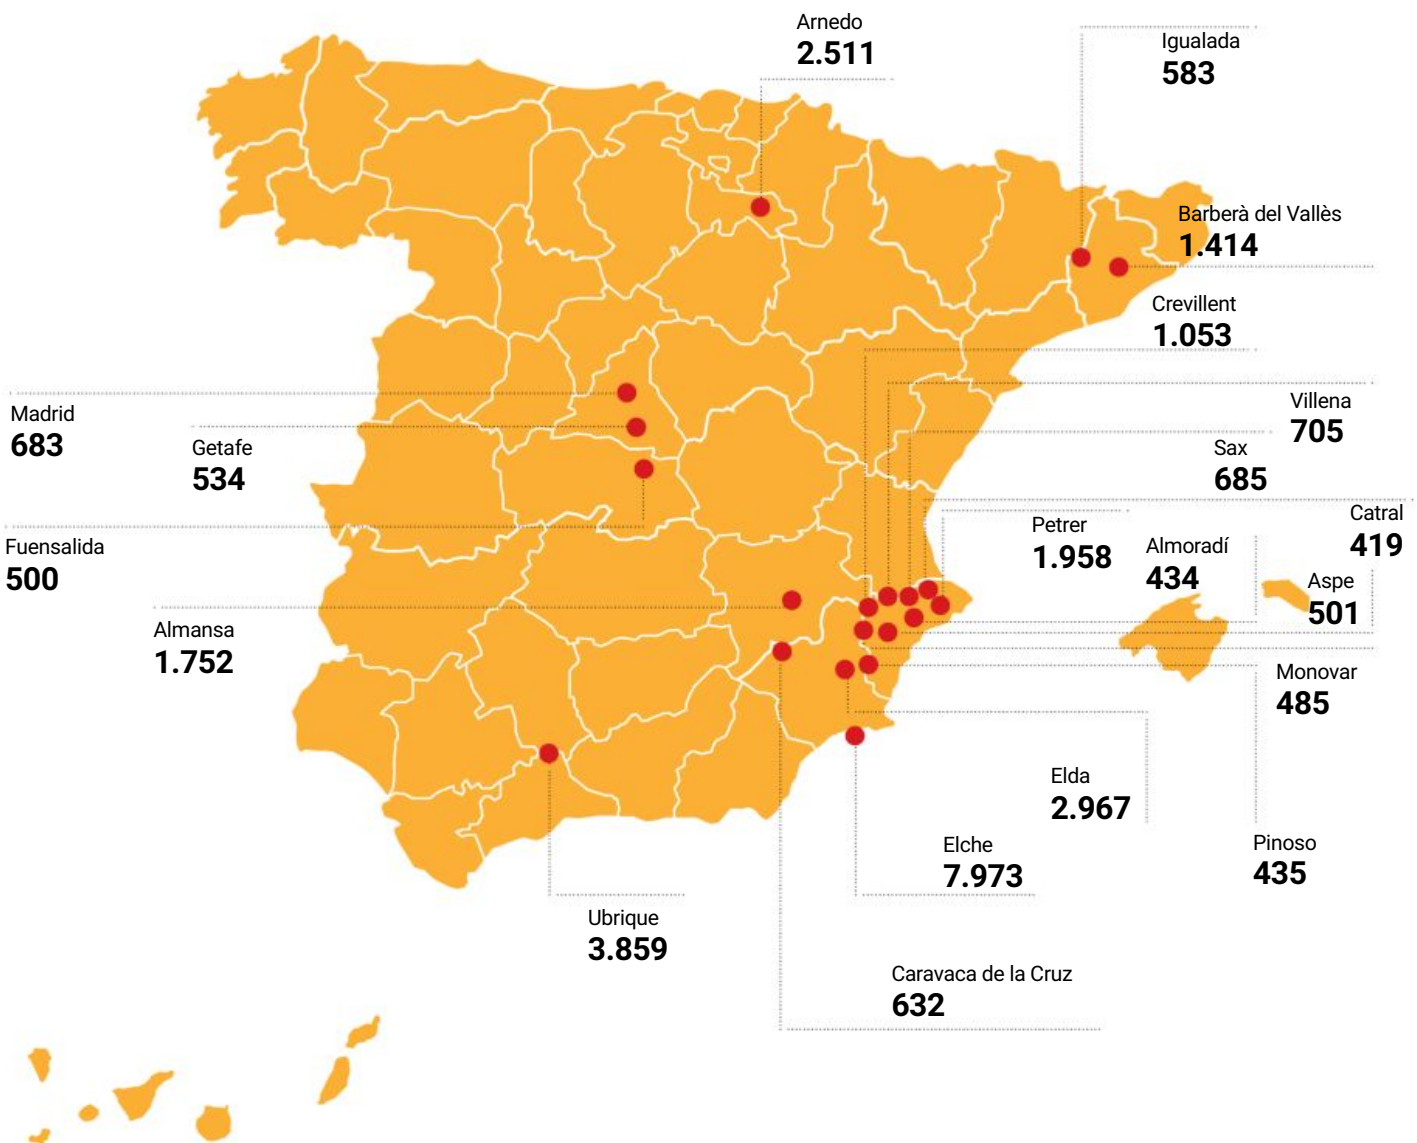 Arnedo
2.511
Igualada
583
Barberà del Vallès
1.414
Crevillent
1.053
Madrid
683
Getafe
534
Villena
705
Sax
685
Fuensalida
500
Petrer
1.958
Catral
419
Almoradí
434
Aspe
501
Almansa
1.752
Monovar
485
Elda
2.967
Elche
7.973
Pinoso
435
Ubrique
3.859
Caravaca de la Cruz
632